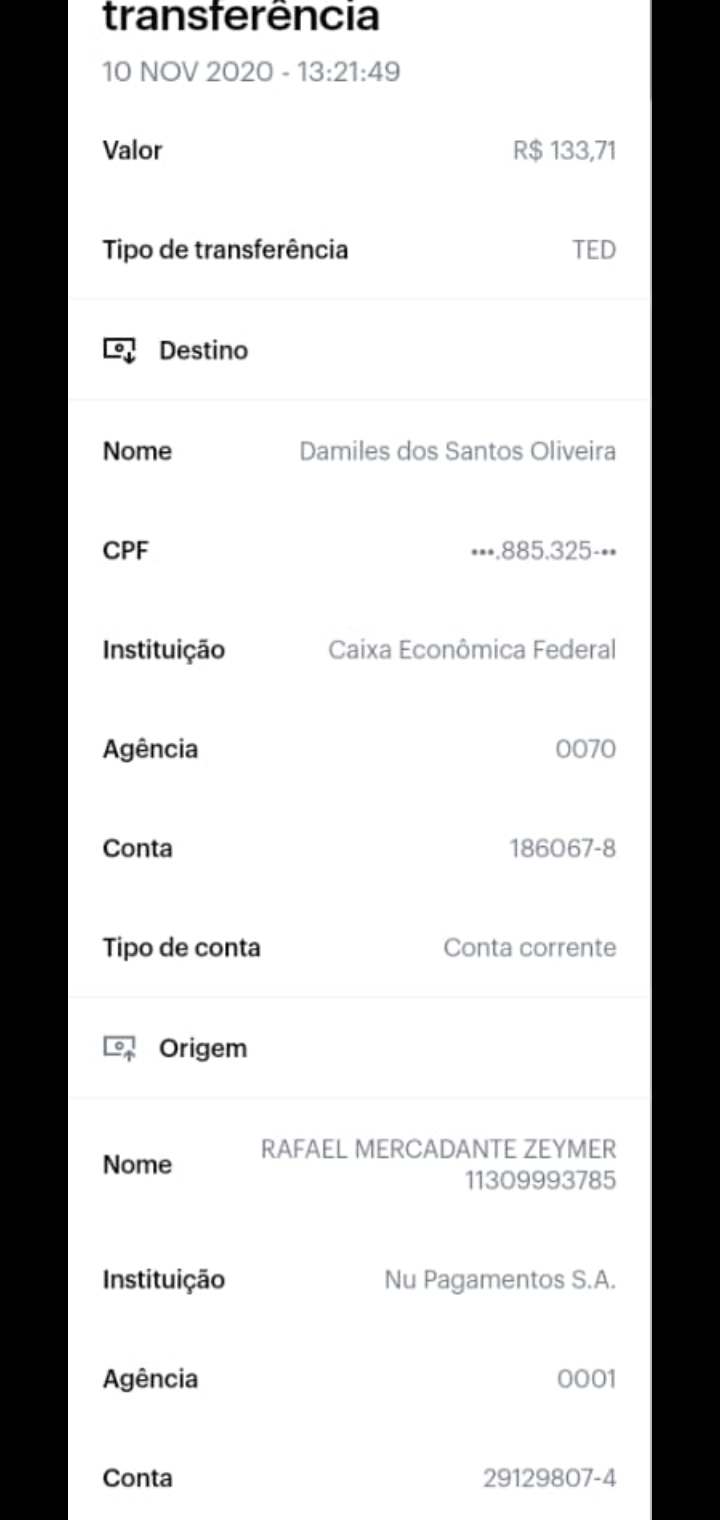 transferência
10 NOV 2020 - 13:21:49
Valor R$ 133,71
Tipo de transferência TED
Destino
Nome Damiles dos Santos Oliveira
CPF •••.885.325-••
Instituição Caixa Econômica Federal
Agência 0070
Conta 186067-8
Tipo de conta Conta corrente
Origem
Nome RAFAEL MERCADANTE ZEYMER
11309993785
Instituição Nu Pagamentos S.A.
Agência 0001
Conta 29129807-4